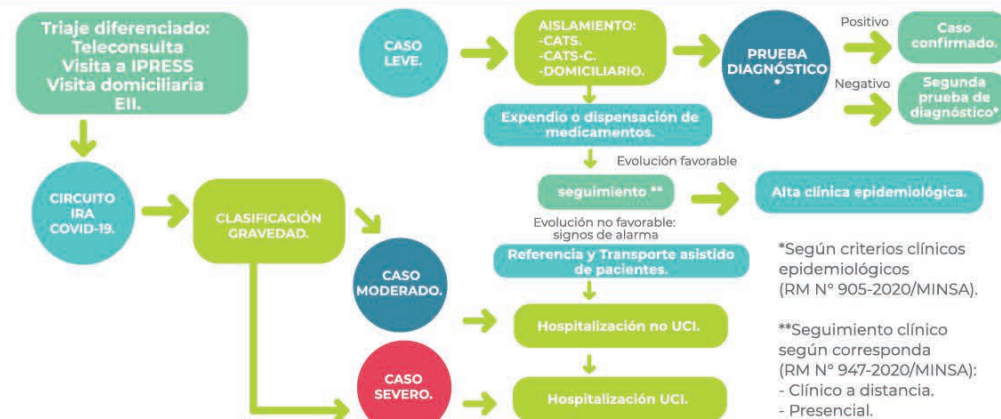 Triaje diferenciado:
Teleconsulta
Visita a IPRESS
Visita domiciliaria
EII.
CIRCUITO
IRA
COVID-19.
CLASIFICACIÓN
GRAVEDAD.
CASO
LEVE.
AISLAMIENTO:
-CATS.
-CATS-C.
-DOMICILIARIO.
PRUEBA
DIAGNÓSTICO
*
Positivo
Caso
confirmado.
Negativo
Segunda
prueba de
diagnóstico*
Expendio o dispensación de
medicamentos.
Evolución favorable
seguimiento **
Alta clínica epidemiológica.
Evolución no favorable:
signos de alarma
Referencia y Transporte asistido
de pacientes.
CASO
MODERADO.
Hospitalización no UCI.
CASO
SEVERO.
Hospitalización UCI.
*Según criterios clínicos
epidemiológicos
(RM N° 905-2020/MINSA).
**Seguimiento clínico
según corresponda
(RM N° 947-2020/MINSA):
- Clínico a distancia.
- Presencial.